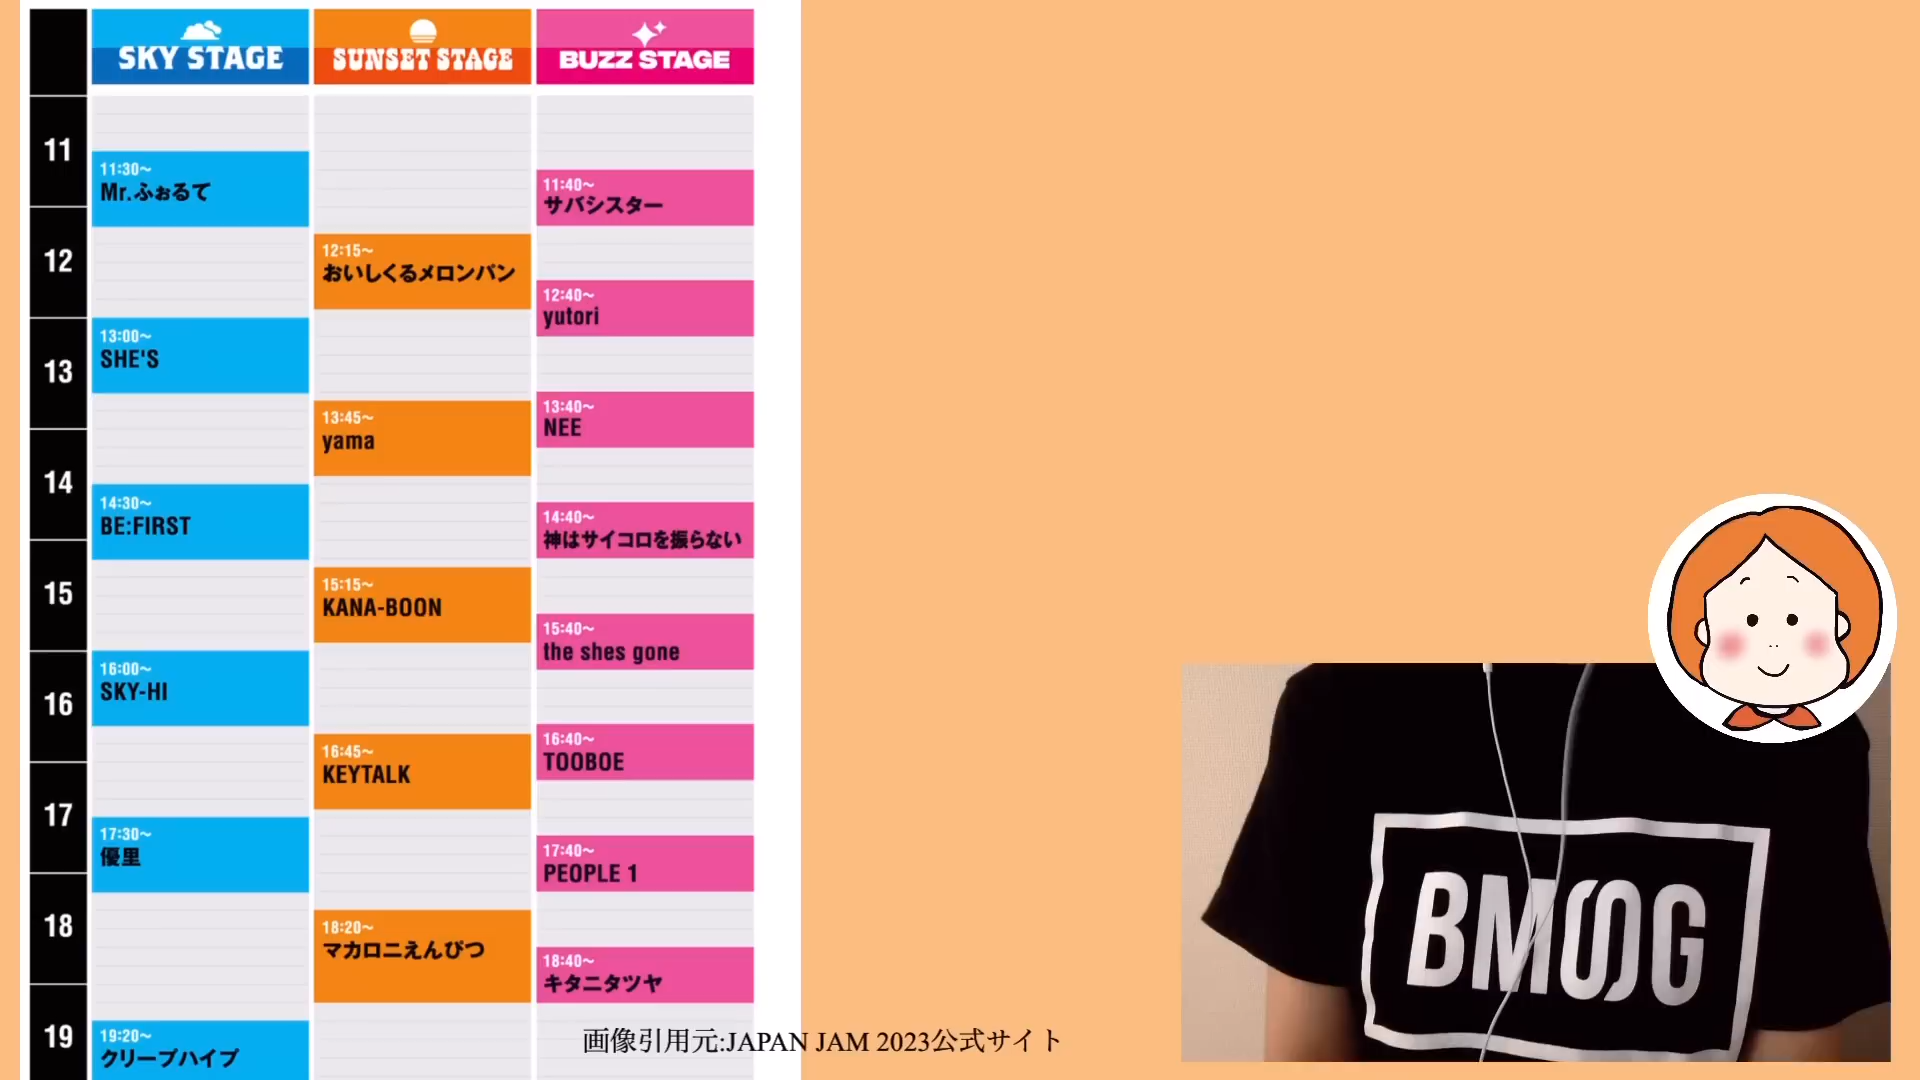 SKY STAGE
SUNSET STAGE
BUZZ STAGE
11
12
13
14
15
16
17
18
19
11:30~
Mr.ふぉるて
13:00~
SHE'S
14:30~
BE:FIRST
16:00~
SKY-HI
17:30~
優里
19:20~
クリープハイプ
12:15~
おいしくるメロンパン
13:45~
yama
15:15~
KANA-BOON
16:45~
KEYTALK
18:20~
マカロニえんぴつ
11:40~
サバシスター
12:40~
yutori
13:40~
NEE
14:40~
神はサイコロを振らない
15:40~
the shes gone
16:40~
TOOBOE
17:40~
PEOPLE 1
18:40~
キタニタツヤ
画像引用元:JAPAN JAM 2023公式サイト
BMSG